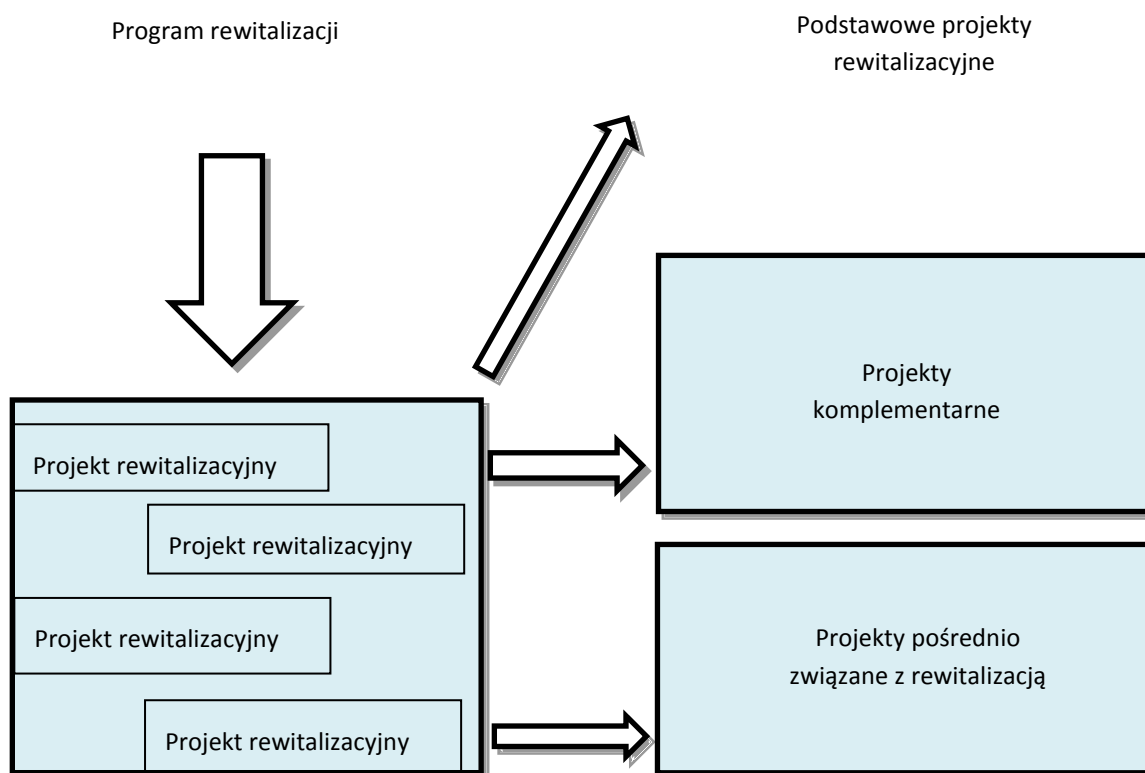 Program rewitalizacji
Podstawowe projekty
rewitalizacyjne
Projekty
komplementarne
Projekt rewitalizacyjny
Projekt rewitalizacyjny
Projekt rewitalizacyjny
Projekt rewitalizacyjny
Projekty pośrednio
związane z rewitalizacją